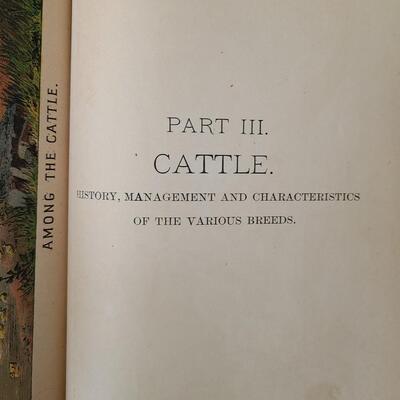 AMONG THE CATTLE.
PART III.
CATTLE.
HISTORY, MANAGEMENT AND CHARACTERISTICS
OF THE VARIOUS BREEDS.